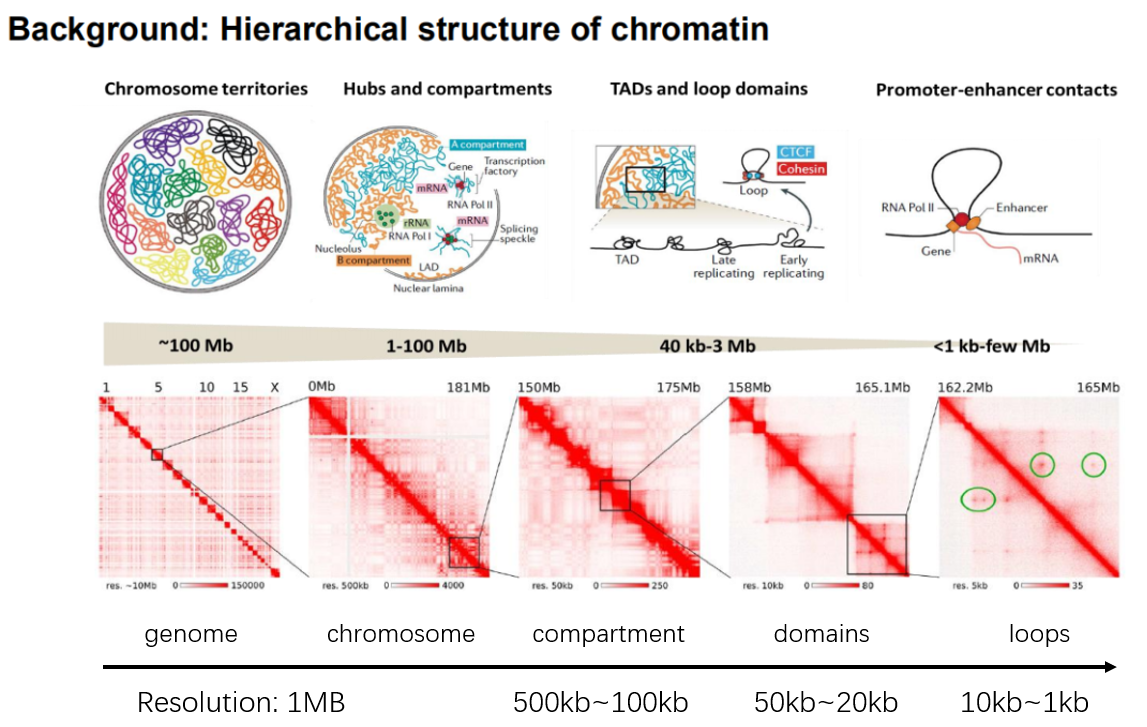 Background: Hierarchical structure of chromatin
Chromosome territories
Hubs and compartments
TADs and loop domains
Promoter-enhancer contacts
A compartment
Gene
Transcription
factory
mRNA
RNA Pol II
rRNA
mRNA
RNA Pol I
Splicing
speckle
Nucleolus
B compartment
LAD
Nuclear lamina
CTCF
Cohesin
Loop
TAD
Late
replicating
Early
replicating
RNA Pol II
Enhancer
Gene
mRNA
~100 Mb
1-100 Mb
40 kb-3 Mb
<1 kb-few Mb
1 5 10 15 X
0Mb 181Mb
150Mb 175Mb
158Mb 165.1Mb
162.2Mb 165Mb
res. ~10Mb 0 150000
res. 500kb 0 4000
res. 50kb 0 250
res. 10kb 0 80
res. 5kb 0 35
genome
chromosome
compartment
domains
loops
Resolution: 1MB
500kb~100kb
50kb~20kb
10kb~1kb